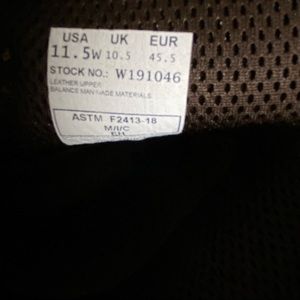 USA UK EUR
11.5W 10.5 45.5
STOCK NO.: W191046
LEATHER UPPER
BALANCE MAN MADE MATERIALS
ASTM F2413-18
M/I/C
EH